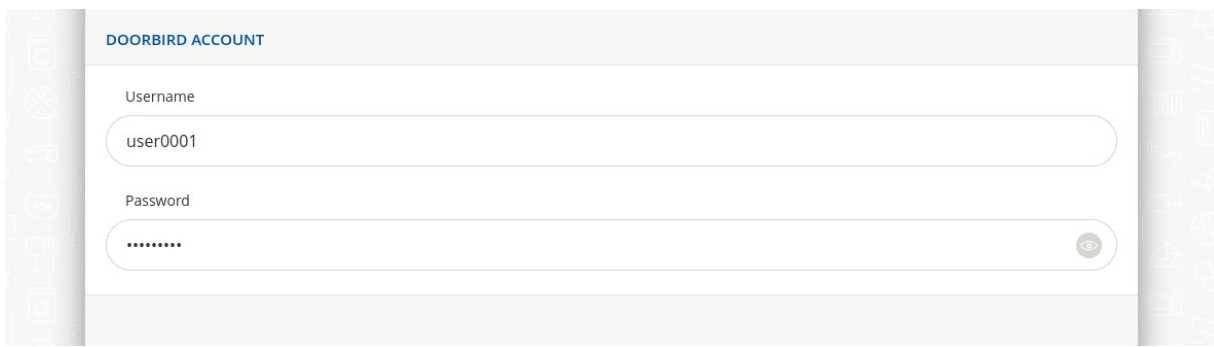 DOORBIRD ACCOUNT
Username
user0001
Password
•••••••••